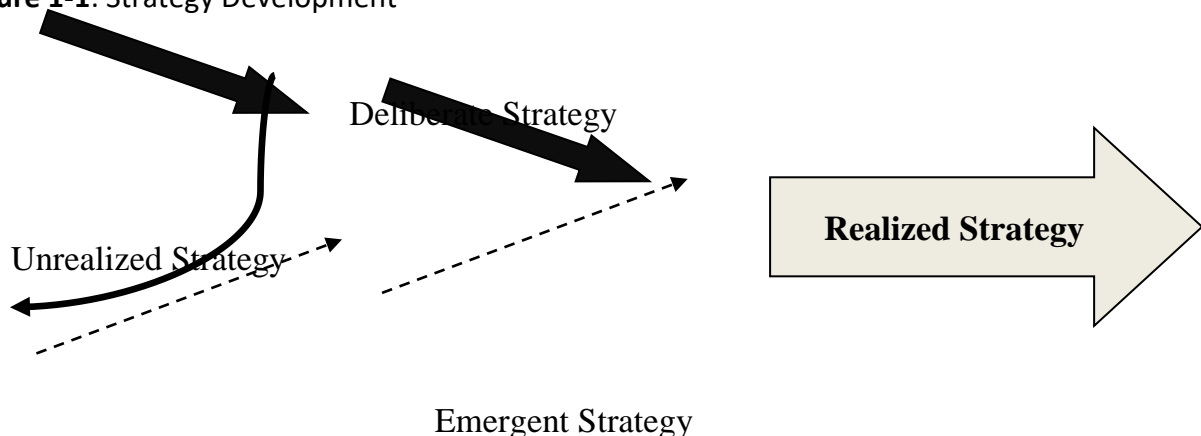 ure 1-1: Strategy Development
Deliberate Strategy
Realized Strategy
Unrealized Strategy
Emergent Strategy